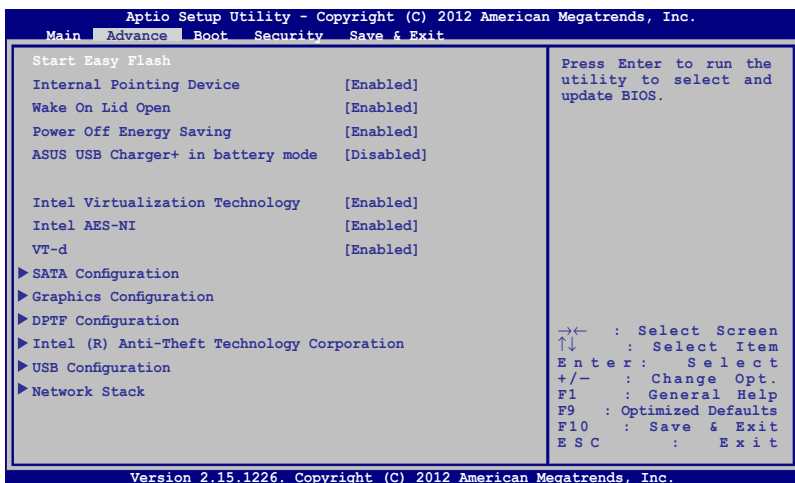 Aptio Setup Utility - Copyright (C) 2012 American Megatrends, Inc.
Main Advance Boot Security Save & Exit
Start Easy Flash
Internal Pointing Device [Enabled]
Wake On Lid Open [Enabled]
Power Off Energy Saving [Enabled]
ASUS USB Charger+ in battery mode [Disabled]
Intel Virtualization Technology [Enabled]
Intel AES-NI [Enabled]
VT-d [Enabled]
SATA Configuration
Graphics Configuration
DPTF Configuration
Intel (R) Anti-Theft Technology Corporation
USB Configuration
Network Stack
Press Enter to run the
utility to select and
update BIOS.
→← : Select Screen
↑↓ : Select Item
Enter: Select
+/— : Change Opt.
F1 : General Help
F9 : Optimized Defaults
F10 : Save & Exit
ESC : Exit
Version 2.15.1226. Copyright (C) 2012 American Megatrends, Inc.